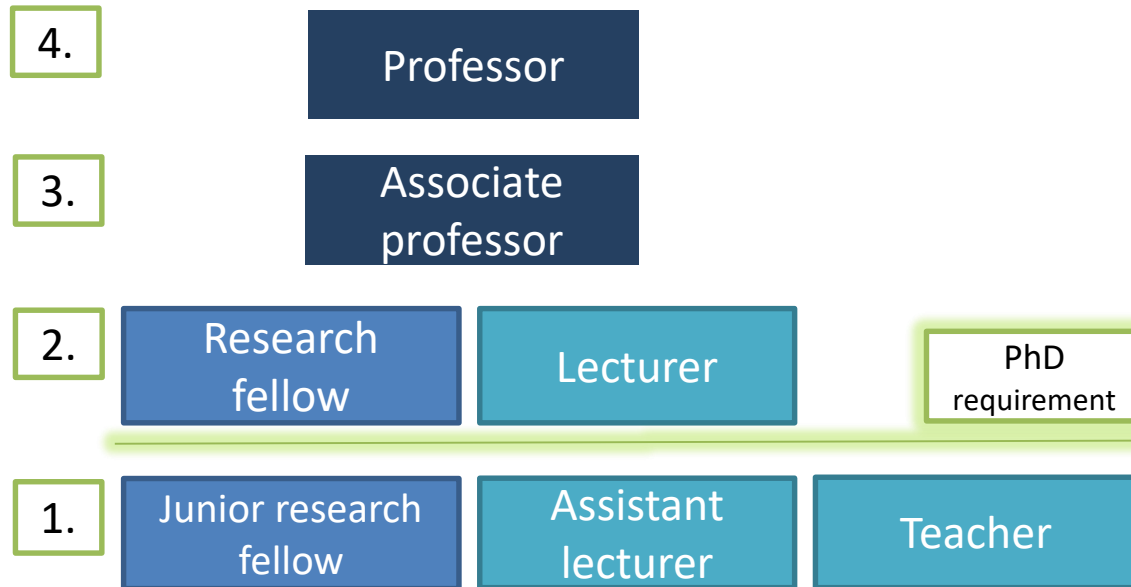 4.
Professor
3.
Associate
professor
2.
Research
fellow
Lecturer
PhD
requirement
1.
Junior research
fellow
Assistant
lecturer
Teacher